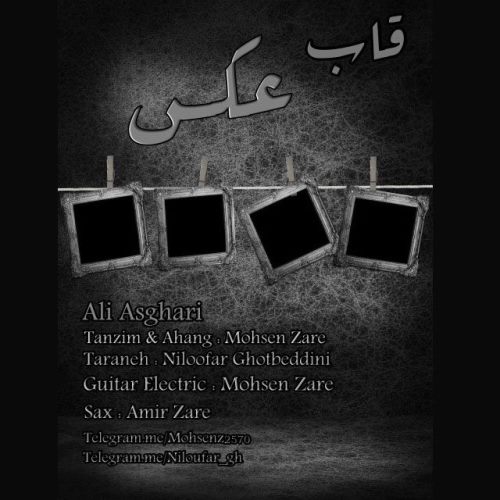 قاب
عکس
Ali Asghari
Tanzim & Ahang : Mohsen Zare
Taraneh : Niloofar Ghotbeddini
Guitar Electric : Mohsen Zare
Sax : Amir Zare
Telegram.me/Mohsenz2570
Telegram.me/Niloufar_gh